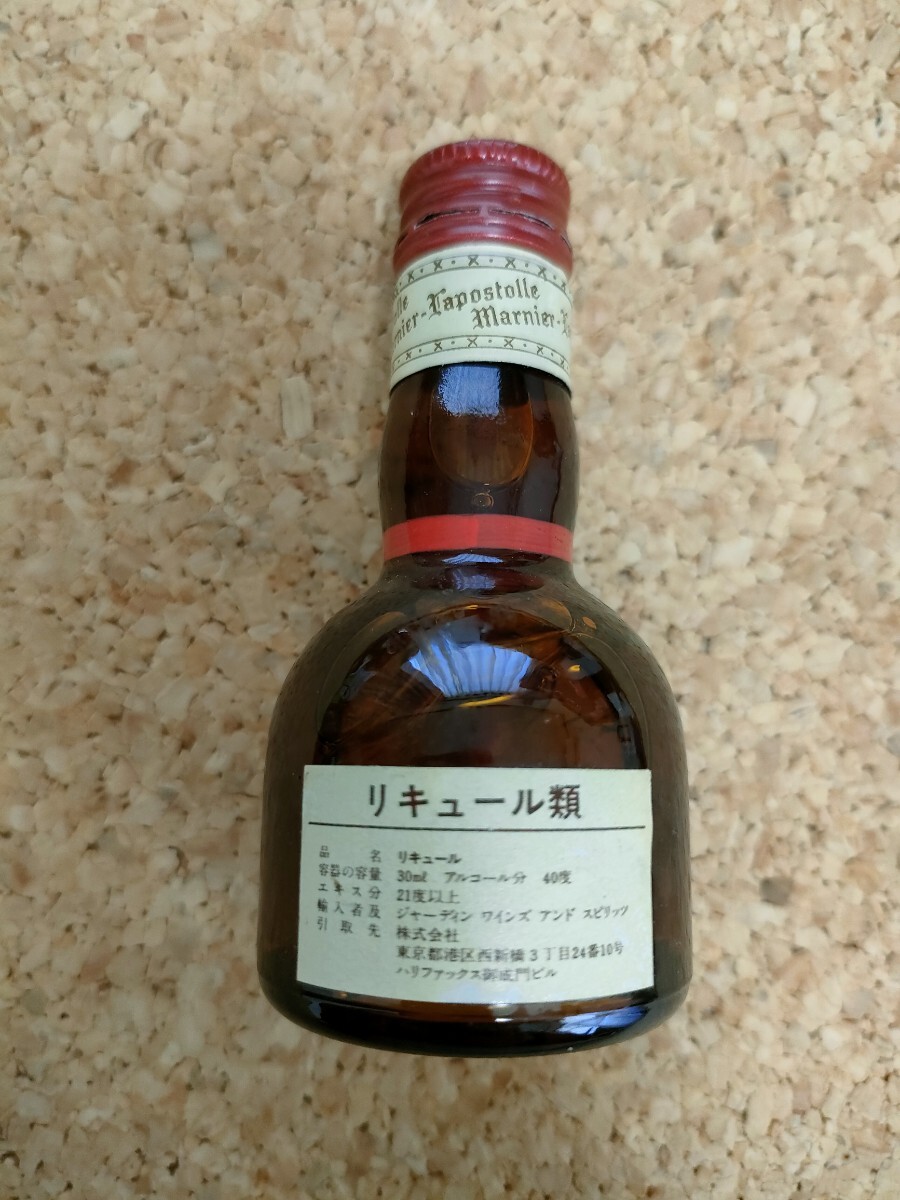 lle
rnier-Lapostolle
Marnier-L
リキュール類
品名 リキュール
容器の容量 30mℓ アルコール分 40度
エキス分 21度以上
輸入者及 ジャーディン ワインズ アンド スピリッツ
引取先 株式会社
東京都港区西新橋3丁目24番10号
ハリファックス御成門ビル